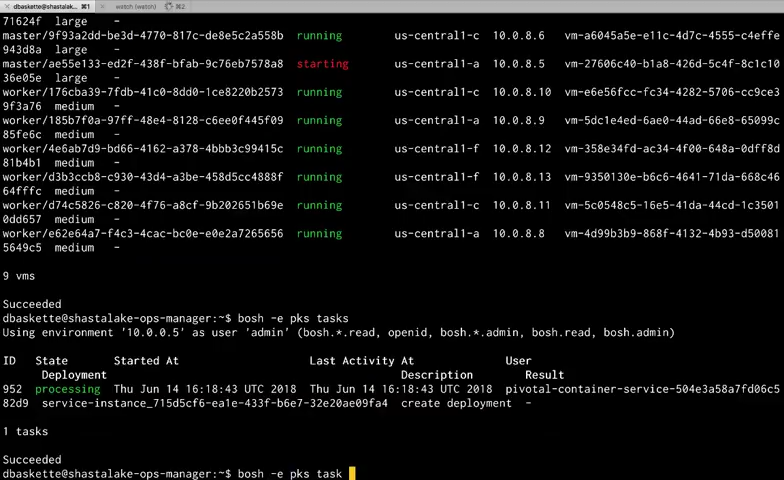 dbaskette@shastalake-... ⌘1 watch (watch) ⌘2
71624f large -
master/9f93a2dd-be3d-4770-817c-de8e5c2a558b running us-central1-c 10.0.8.6 vm-a6045a5e-e11c-4d7c-4555-c4effe
943d8a large -
master/ae55e133-ed2f-438f-bfab-9c76eb7578a8 starting us-central1-a 10.0.8.5 vm-27606c40-b1a8-426d-5c4f-8c1c10
36e05e large -
worker/176cba39-7fdb-41c0-8dd0-1ce8220b2573 running us-central1-c 10.0.8.10 vm-e6e56fcc-fc34-4282-5706-cc9ce3
9f3a76 medium -
worker/185b7f0a-97ff-48e4-8128-c6ee0f445f09 running us-central1-a 10.0.8.9 vm-5dc1e4ed-6ae0-44ad-66e8-65099c
85fe6c medium -
worker/4e6ab7d9-bd66-4162-a378-4bbb3c99415c running us-central1-f 10.0.8.12 vm-358e34fd-ac34-4f00-648a-0dff8d
81b4b1 medium -
worker/d3b3ccb8-c930-43d4-a3be-458d5cc4888f running us-central1-f 10.0.8.13 vm-9350130e-b6c6-4641-71da-668c46
64fffc medium -
worker/d74c5826-c820-4f76-a8cf-9b202651b69e running us-central1-c 10.0.8.11 vm-5c0548c5-16e5-41da-44cd-1c3501
0dd657 medium -
worker/e62e64a7-f4c3-4cac-bc0e-e0e2a7265656 running us-central1-a 10.0.8.8 vm-4d99b3b9-868f-4132-4b93-d50081
5649c5 medium -
9 vms
Succeeded
dbaskette@shastalake-ops-manager:~$ bosh -e pks tasks
Using environment '10.0.0.5' as user 'admin' (bosh.*.read, openid, bosh.*.admin, bosh.read, bosh.admin)
ID State Started At Last Activity At User
Deployment Description Result
952 processing Thu Jun 14 16:18:43 UTC 2018 Thu Jun 14 16:18:43 UTC 2018 pivotal-container-service-504e3a58a7fd06c5
82d9 service-instance_715d5cf6-ea1e-433f-b6e7-32e20ae09fa4 create deployment -
1 tasks
Succeeded
dbaskette@shastalake-ops-manager:~$ bosh -e pks task